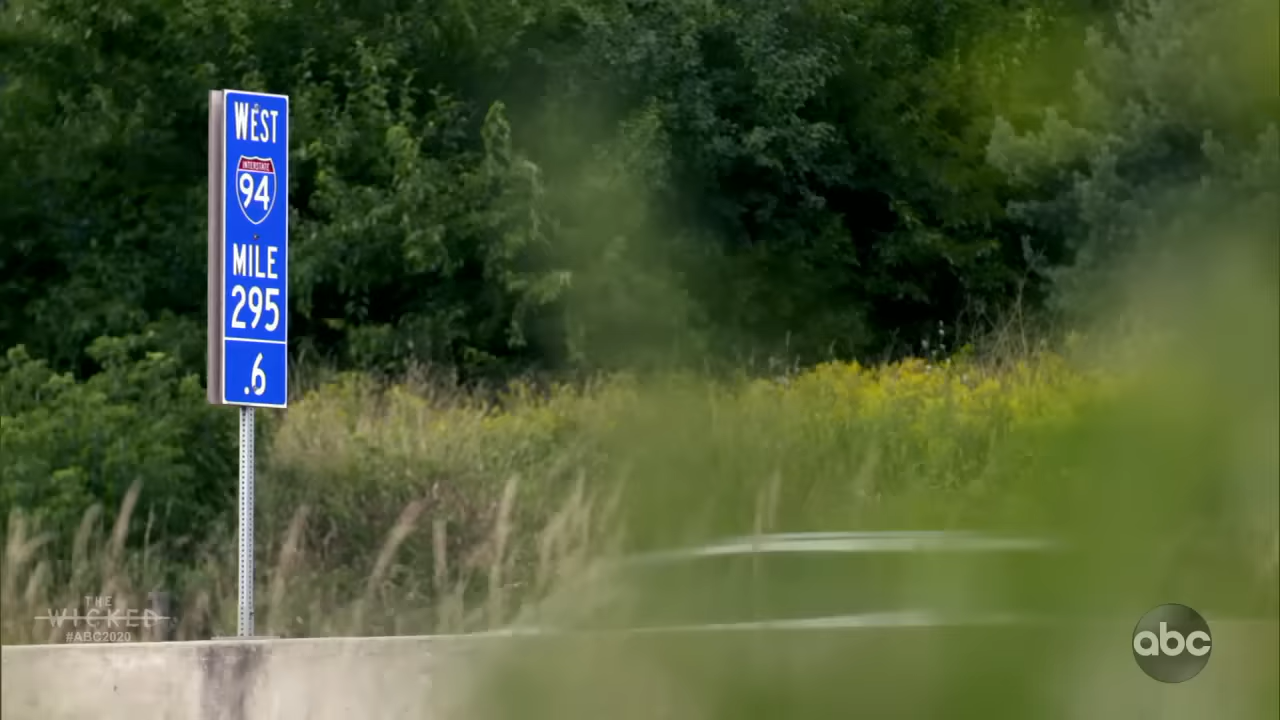 WEST
INTERSTATE
94
MILE
295
.6
THE
WICKED
#ABC2020
abc